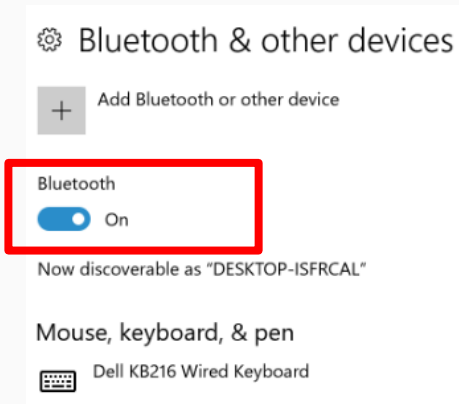 Bluetooth & other devices
Add Bluetooth or other device
Bluetooth
On
Now discoverable as “DESKTOP-ISFRCAL”
Mouse, keyboard, & pen
Dell KB216 Wired Keyboard